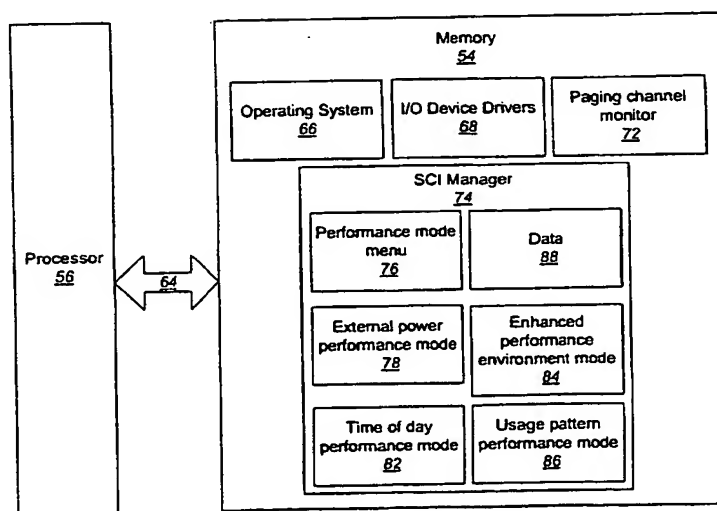 Memory
54
Operating System
66
I/O Device Drivers
68
Paging channel
monitor
72
SCI Manager
74
Performance mode
menu
76
Data
88
Processor
56
64
External power
performance mode
78
Enhanced
performance
environment mode
84
Time of day
performance mode
82
Usage pattern
performance mode
86